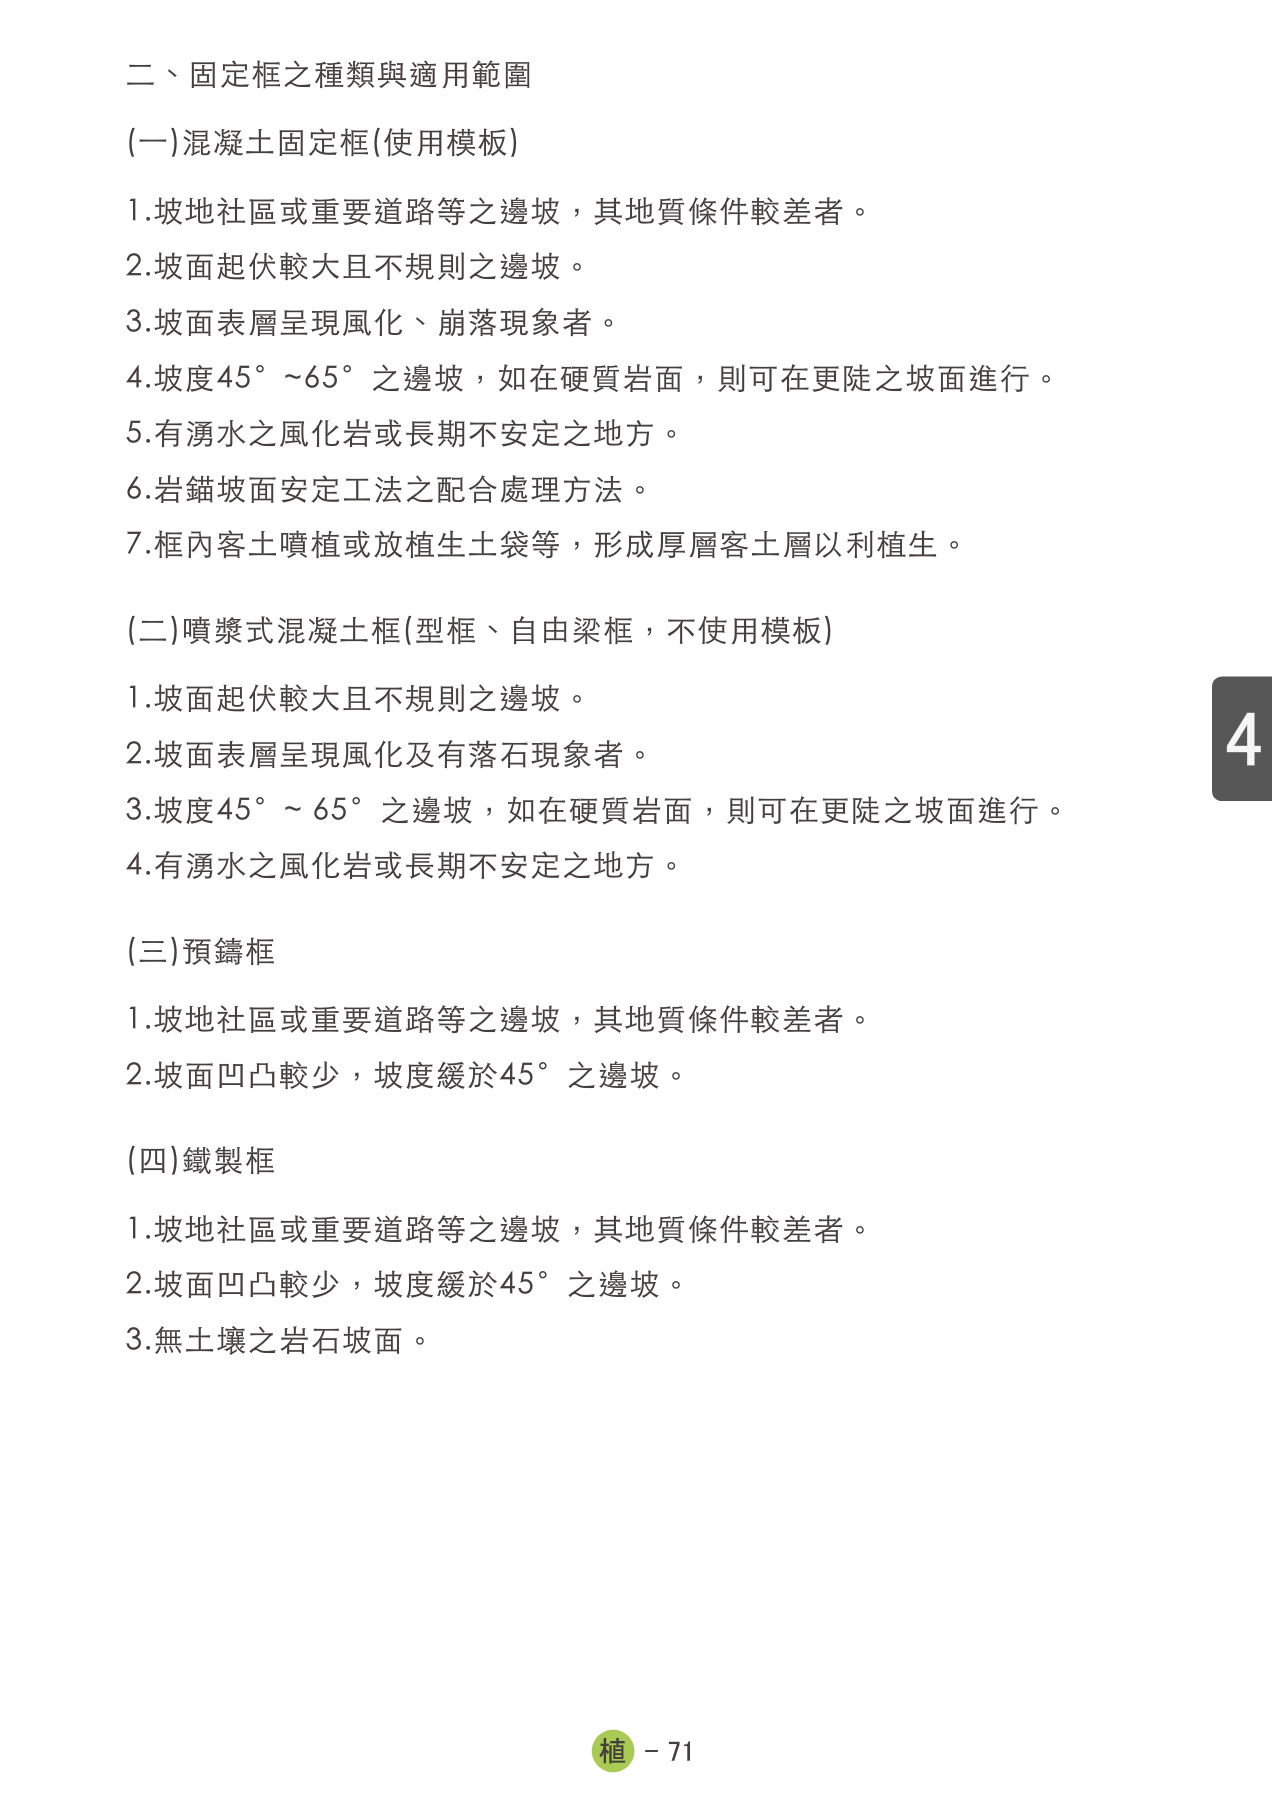 二、固定框之種類與適用範圍
(一)混凝土固定框(使用模板)
1.坡地社區或重要道路等之邊坡，其地質條件較差者。
2.坡面起伏較大且不規則之邊坡。
3.坡面表層呈現風化、崩落現象者。
4.坡度45°~65°之邊坡，如在硬質岩面，則可在更陡之坡面進行。
5.有湧水之風化岩或長期不安定之地方。
6.岩錨坡面安定工法之配合處理方法。
7.框內客土噴植或放植生土袋等，形成厚層客土層以利植生。
(二)噴漿式混凝土框(型框、自由梁框，不使用模板)
1.坡面起伏較大且不規則之邊坡。
2.坡面表層呈現風化及有落石現象者。
3.坡度45°~ 65°之邊坡，如在硬質岩面，則可在更陡之坡面進行。
4.有湧水之風化岩或長期不安定之地方。
(三)預鑄框
1.坡地社區或重要道路等之邊坡，其地質條件較差者。
2.坡面凹凸較少，坡度緩於45°之邊坡。
(四)鐵製框
1.坡地社區或重要道路等之邊坡，其地質條件較差者。
2.坡面凹凸較少，坡度緩於45°之邊坡。
3.無土壤之岩石坡面。
4
植 – 71